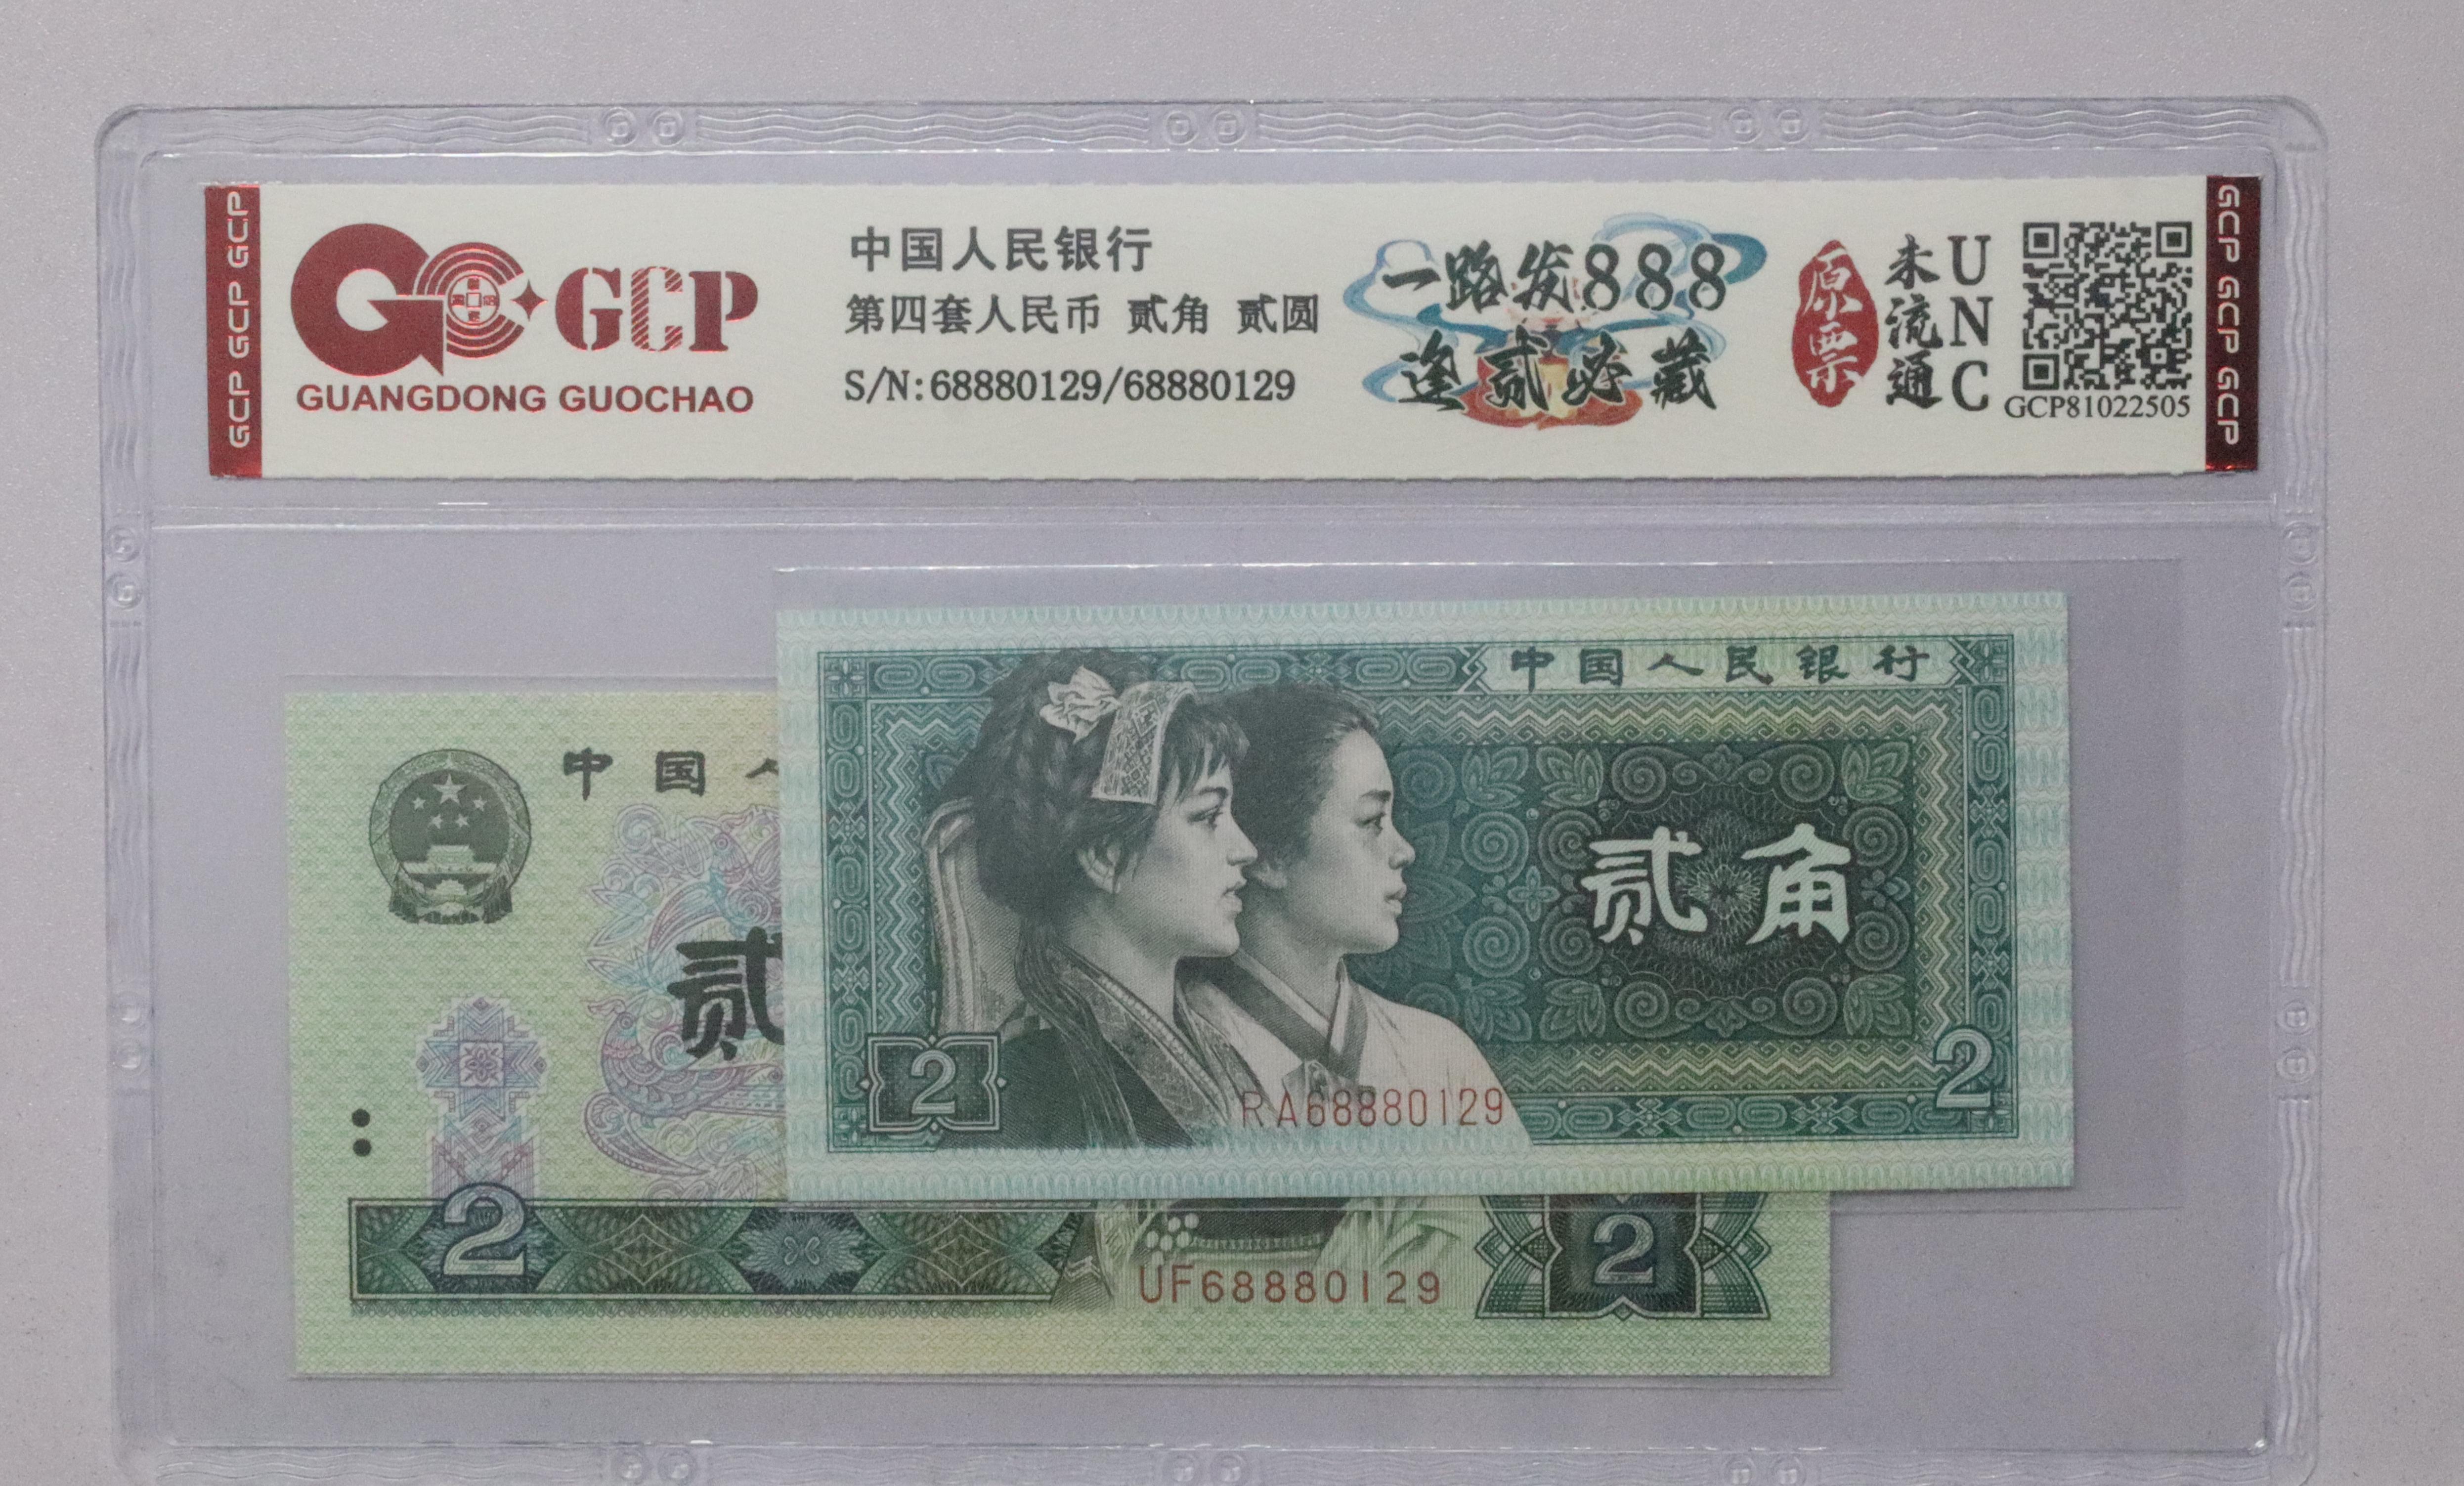 GCP GCP GCP GCP
GCP
GUANGDONG GUOCHAO
中国人民银行
第四套人民币 贰角 贰圆
S/N:68880129/68880129
一路发888
逢贰必藏
原票
未流通
UNC
GCP81022505
GCP GCP GCP GCP
中国人民银行
贰角
2
2
RA68880129
中国人
贰
2
UF68880129
2